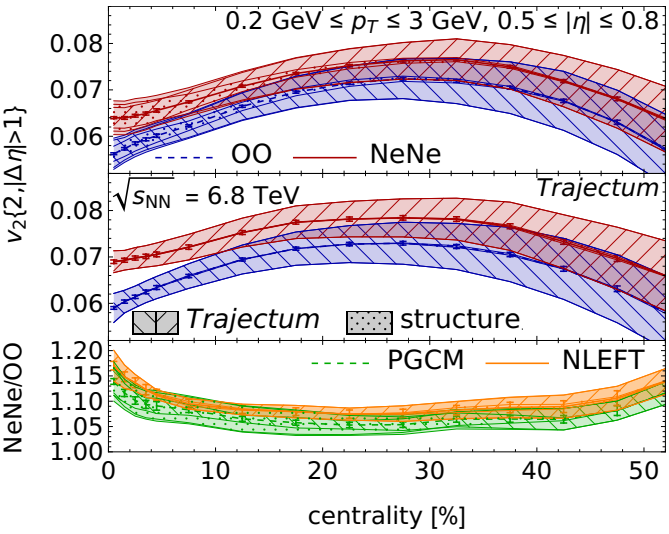 0.2 GeV ≤ p_T ≤ 3 GeV, 0.5 ≤ |η| ≤ 0.8
0.08
0.07
0.06
OO NeNe
v₂{2,|Δη|>1}
√s_NN = 6.8 TeV Trajectum
0.08
0.07
0.06
Trajectum structure
NeNe/OO
1.20
1.15
1.10
1.05
1.00
PGCM NLEFT
0 10 20 30 40 50
centrality [%]